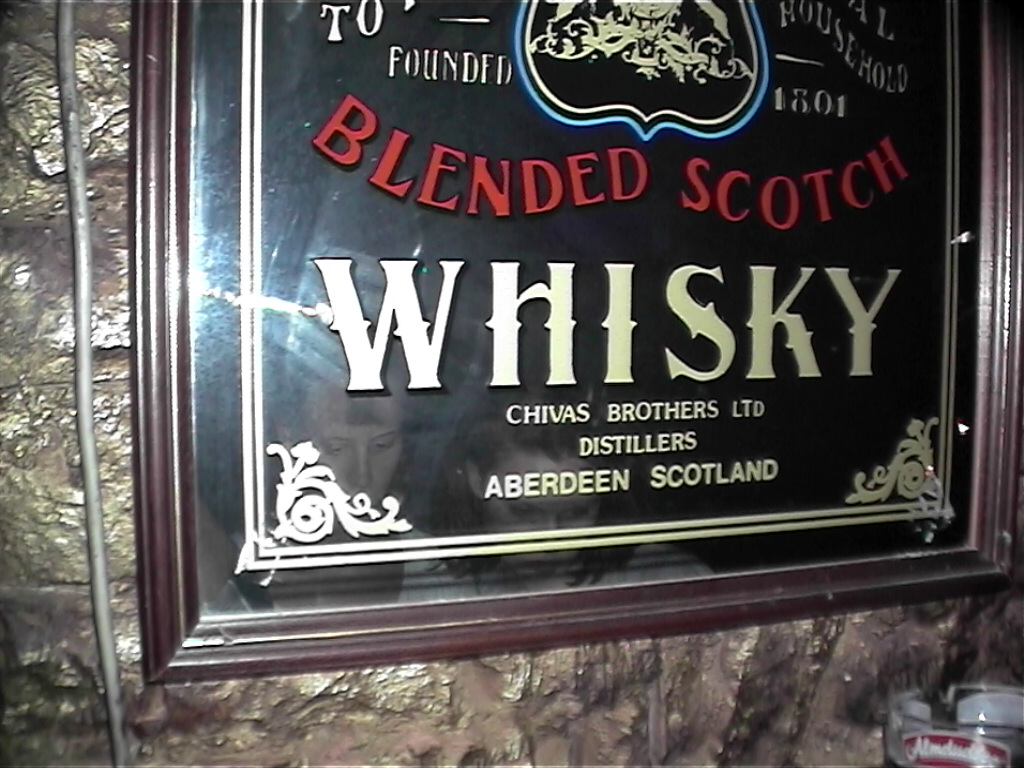 TO
HOUSEHOLD
FOUNDED 1801
BLENDED SCOTCH
WHISKY
CHIVAS BROTHERS LTD
DISTILLERS
ABERDEEN SCOTLAND